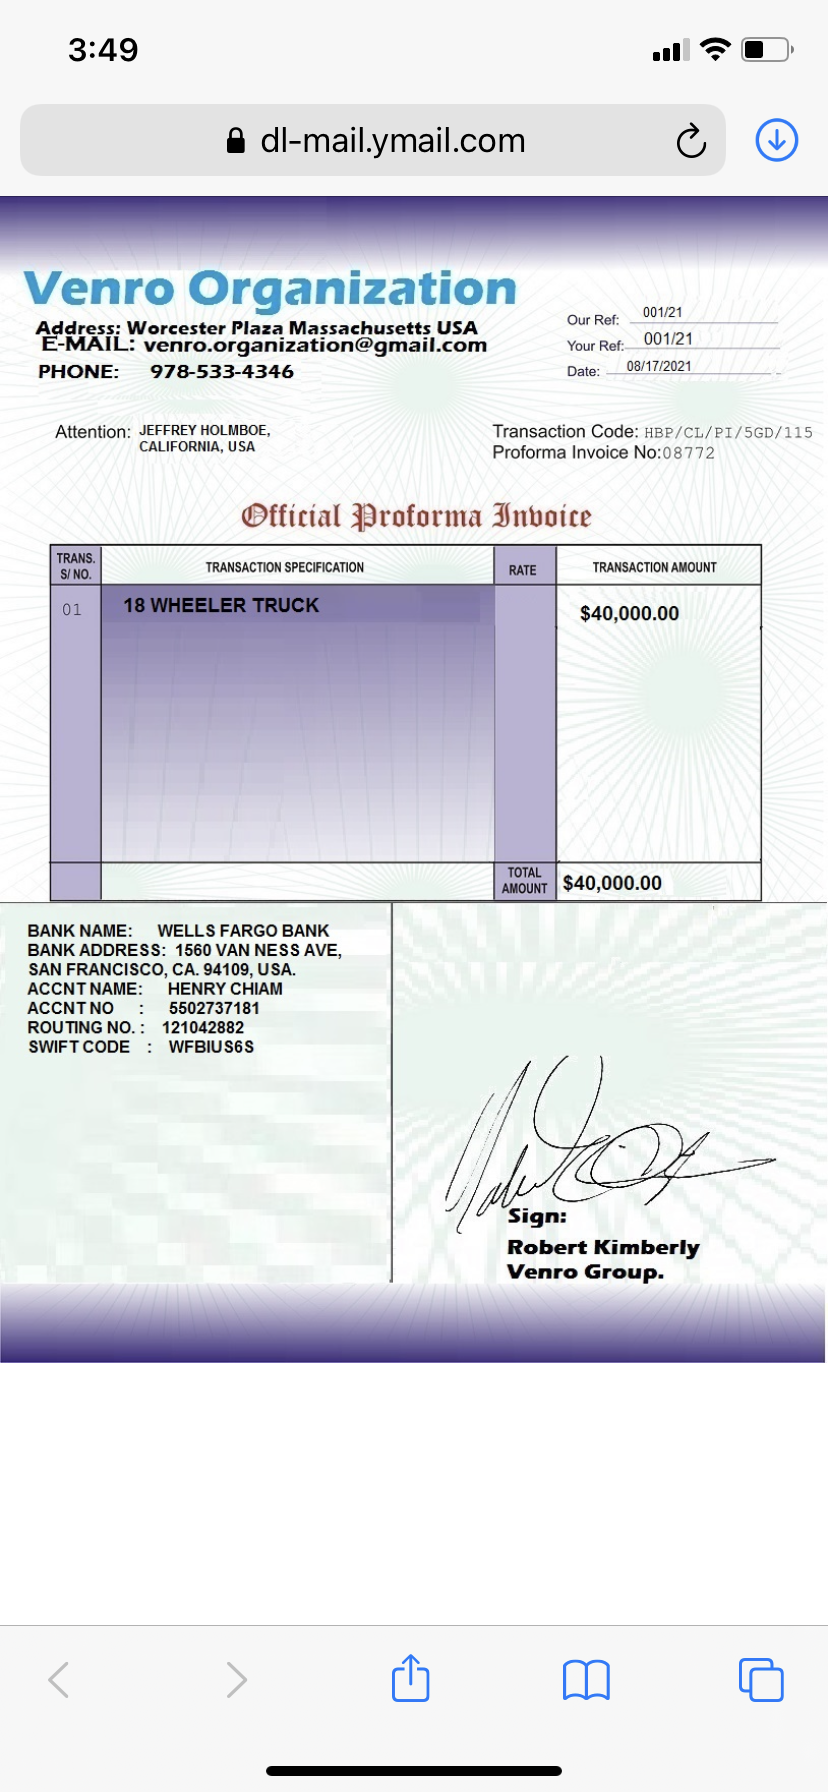 3:49
dl-mail.ymail.com
Venro Organization
Address: Worcester Plaza Massachusetts USA
E-MAIL: venro.organization@gmail.com
PHONE: 978-533-4346
Our Ref: 001/21
Your Ref: 001/21
Date: 08/17/2021
Attention: JEFFREY HOLMBOE,
CALIFORNIA, USA
Transaction Code: HBP/CL/PI/5GD/115
Proforma Invoice No:08772
Official Proforma Invoice
TRANS. S/ NO. TRANSACTION SPECIFICATION RATE TRANSACTION AMOUNT
01 18 WHEELER TRUCK $40,000.00
TOTAL AMOUNT $40,000.00
BANK NAME: WELLS FARGO BANK
BANK ADDRESS: 1560 VAN NESS AVE,
SAN FRANCISCO, CA. 94109, USA.
ACCNT NAME: HENRY CHIAM
ACCNT NO : 5502737181
ROUTING NO. : 121042882
SWIFT CODE : WFBIUS6S
Sign:
Robert Kimberly
Venro Group.